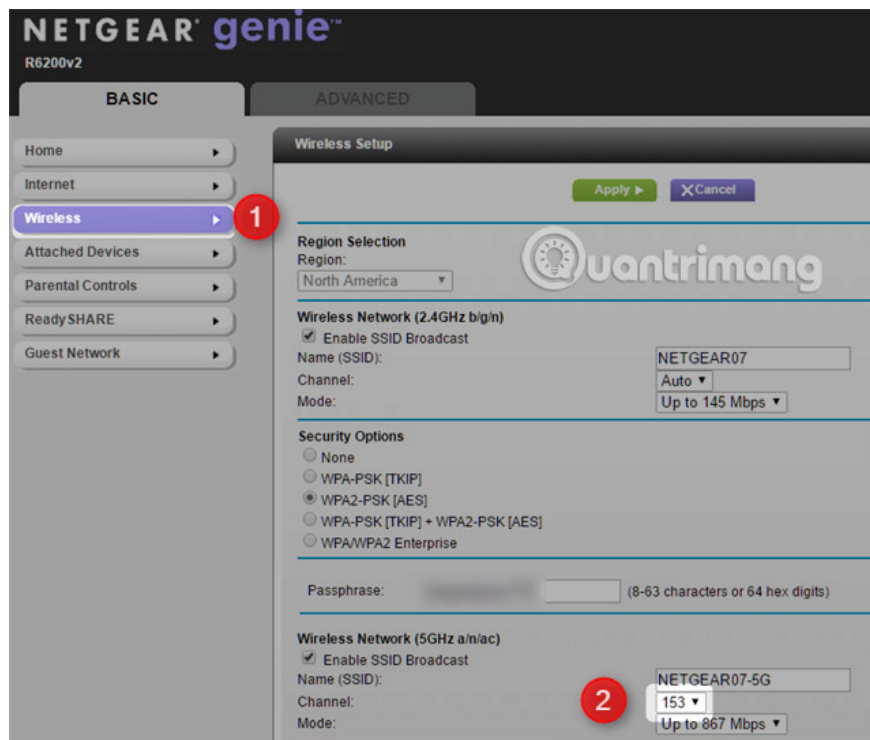 NETGEAR® genie™
R6200v2
BASIC
ADVANCED
Home
Internet
Wireless
1
Attached Devices
Parental Controls
ReadySHARE
Guest Network
Wireless Setup
Apply
X Cancel
Region Selection
Region:
North America
Quantrimang
Wireless Network (2.4GHz b/g/n)
Enable SSID Broadcast
Name (SSID): NETGEAR07
Channel: Auto
Mode: Up to 145 Mbps
Security Options
None
WPA-PSK [TKIP]
WPA2-PSK [AES]
WPA-PSK [TKIP] + WPA2-PSK [AES]
WPA/WPA2 Enterprise
Passphrase: (8-63 characters or 64 hex digits)
Wireless Network (5GHz a/n/ac)
Enable SSID Broadcast
Name (SSID): NETGEAR07-5G
Channel: 2 153
Mode: Up to 867 Mbps